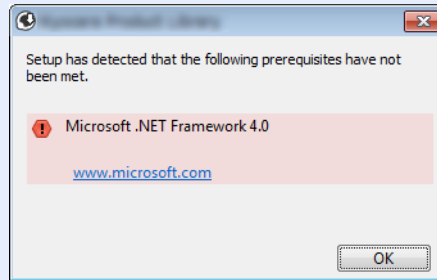 Setup has detected that the following prerequisites have not
been met.
Microsoft .NET Framework 4.0
www.microsoft.com
OK